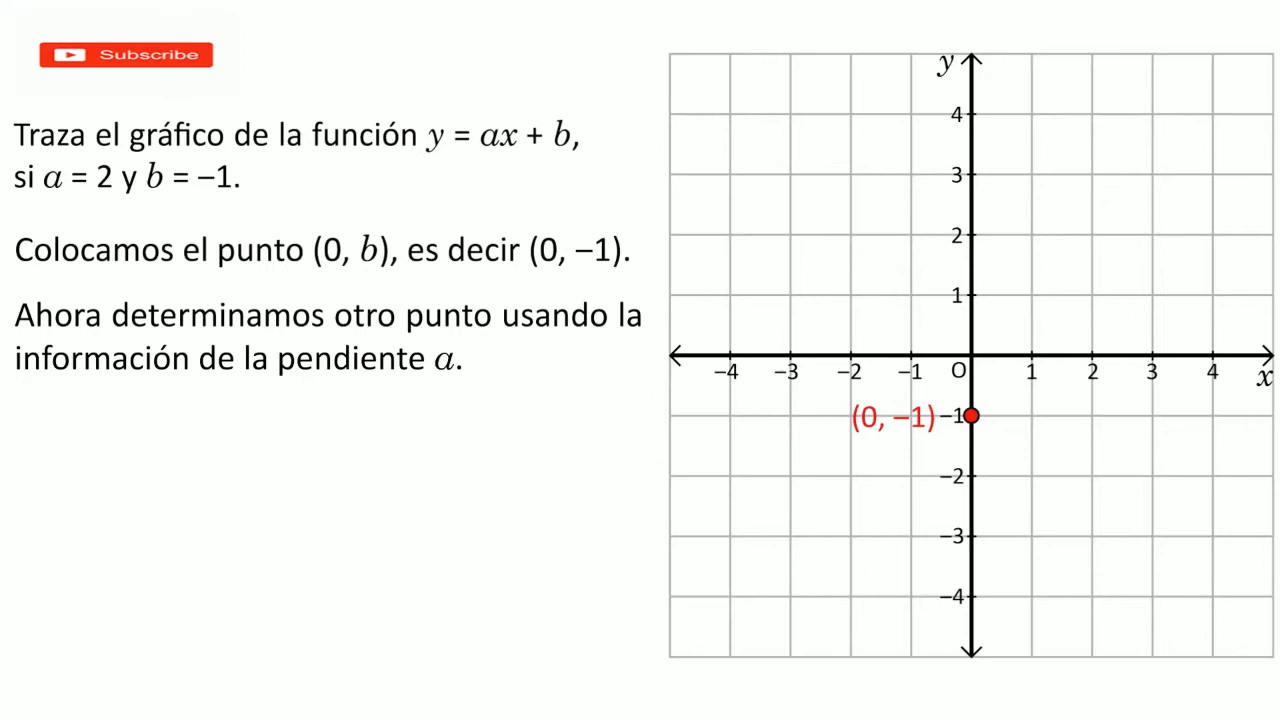 Subscribe
Traza el gráfico de la función y = ax + b,
si a = 2 y b = –1.
Colocamos el punto (0, b), es decir (0, –1).
Ahora determinamos otro punto usando la
información de la pendiente a.
y
4
3
2
1
–4 –3 –2 –1 O 1 2 3 4 x
(0, –1) –1
–2
–3
–4